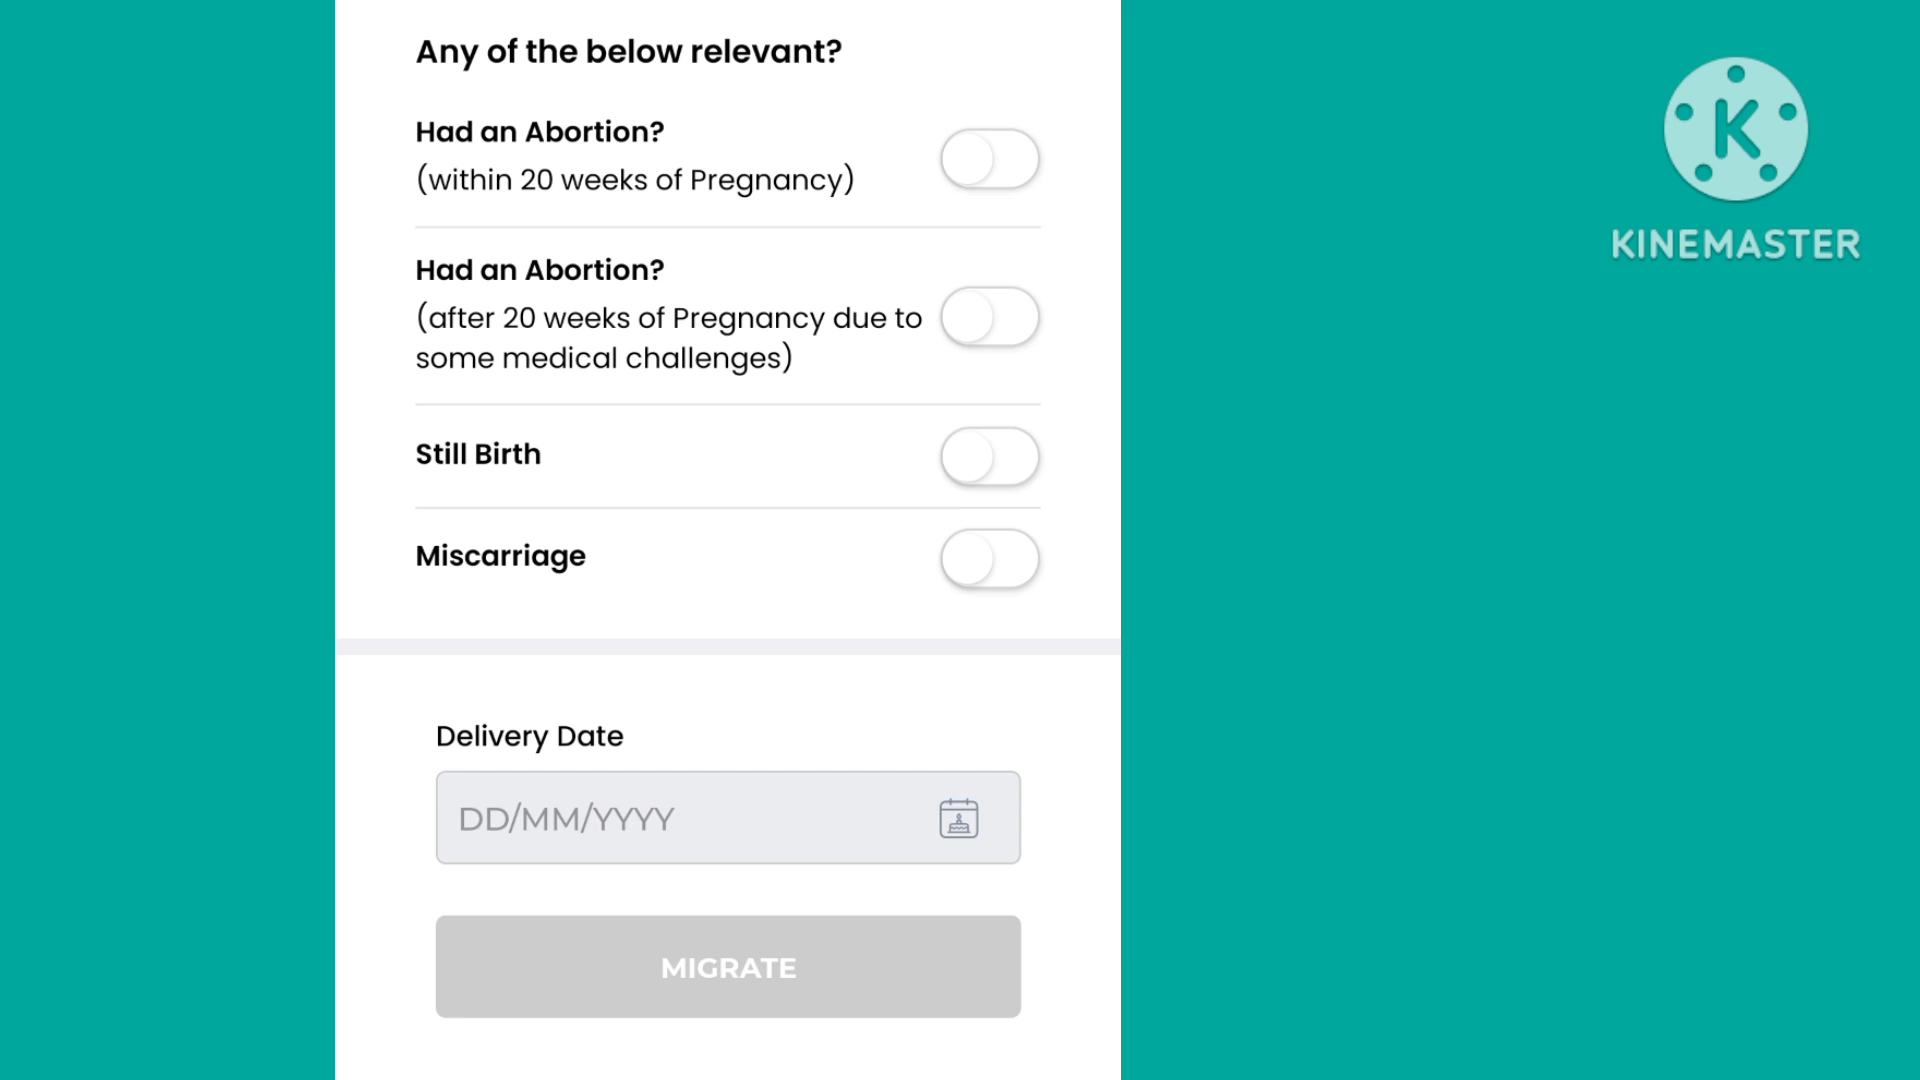 Any of the below relevant?
Had an Abortion?
(within 20 weeks of Pregnancy)
Had an Abortion?
(after 20 weeks of Pregnancy due to
some medical challenges)
Still Birth
Miscarriage
Delivery Date
DD/MM/YYYY
MIGRATE
K
KINEMASTER